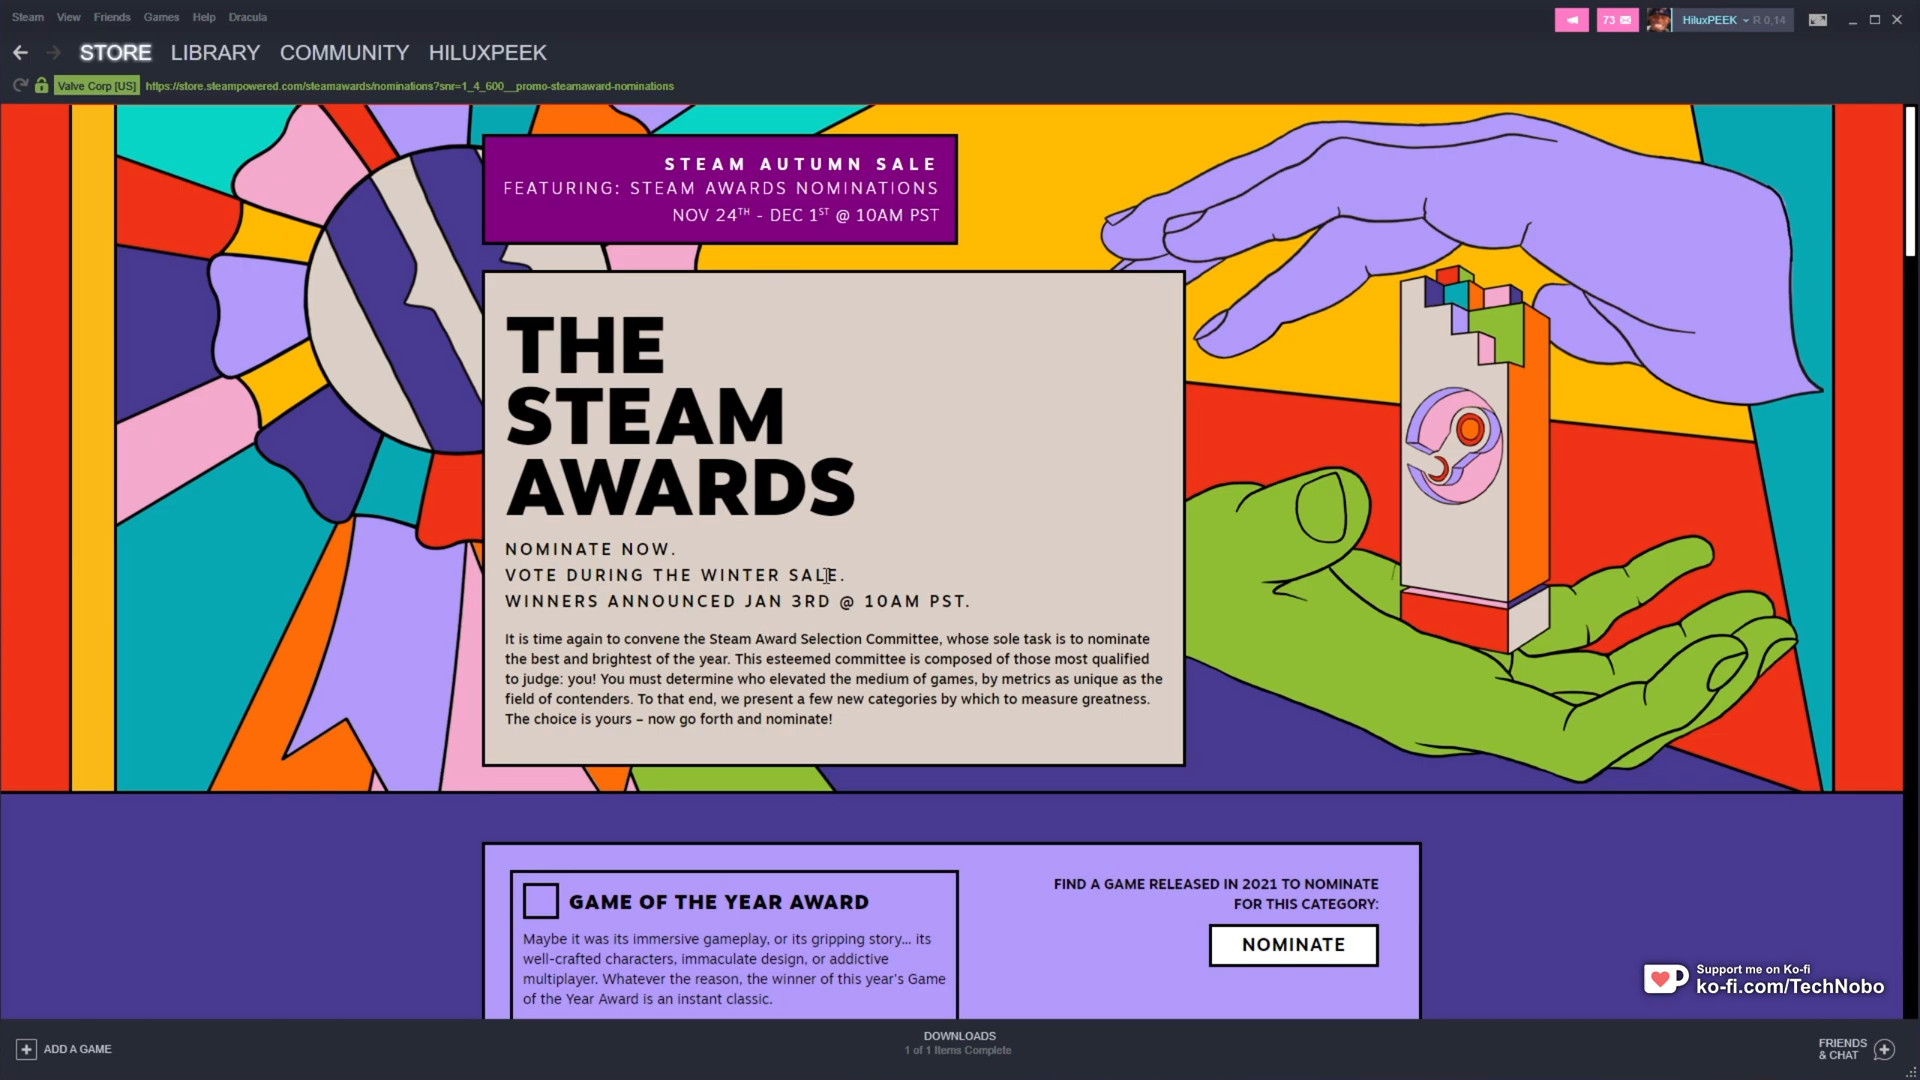 Steam View Friends Games Help Dracula
73 HiluxPEEK R 0,14
STORE LIBRARY COMMUNITY HILUXPEEK
Valve Corp [US] https://store.steampowered.com/steamawards/nominations?snr=1_4_600__promo-steamaward-nominations
STEAM AUTUMN SALE
FEATURING: STEAM AWARDS NOMINATIONS
NOV 24TH - DEC 1ST @ 10AM PST
THE
STEAM
AWARDS
NOMINATE NOW.
VOTE DURING THE WINTER SALE.
WINNERS ANNOUNCED JAN 3RD @ 10AM PST.
It is time again to convene the Steam Award Selection Committee, whose sole task is to nominate
the best and brightest of the year. This esteemed committee is composed of those most qualified
to judge: you! You must determine who elevated the medium of games, by metrics as unique as the
field of contenders. To that end, we present a few new categories by which to measure greatness.
The choice is yours – now go forth and nominate!
GAME OF THE YEAR AWARD
Maybe it was its immersive gameplay, or its gripping story... its
well-crafted characters, immaculate design, or addictive
multiplayer. Whatever the reason, the winner of this year's Game
of the Year Award is an instant classic.
FIND A GAME RELEASED IN 2021 TO NOMINATE
FOR THIS CATEGORY:
NOMINATE
Support me on Ko-fi
ko-fi.com/TechNobo
ADD A GAME
DOWNLOADS
1 of 1 Items Complete
FRIENDS
& CHAT